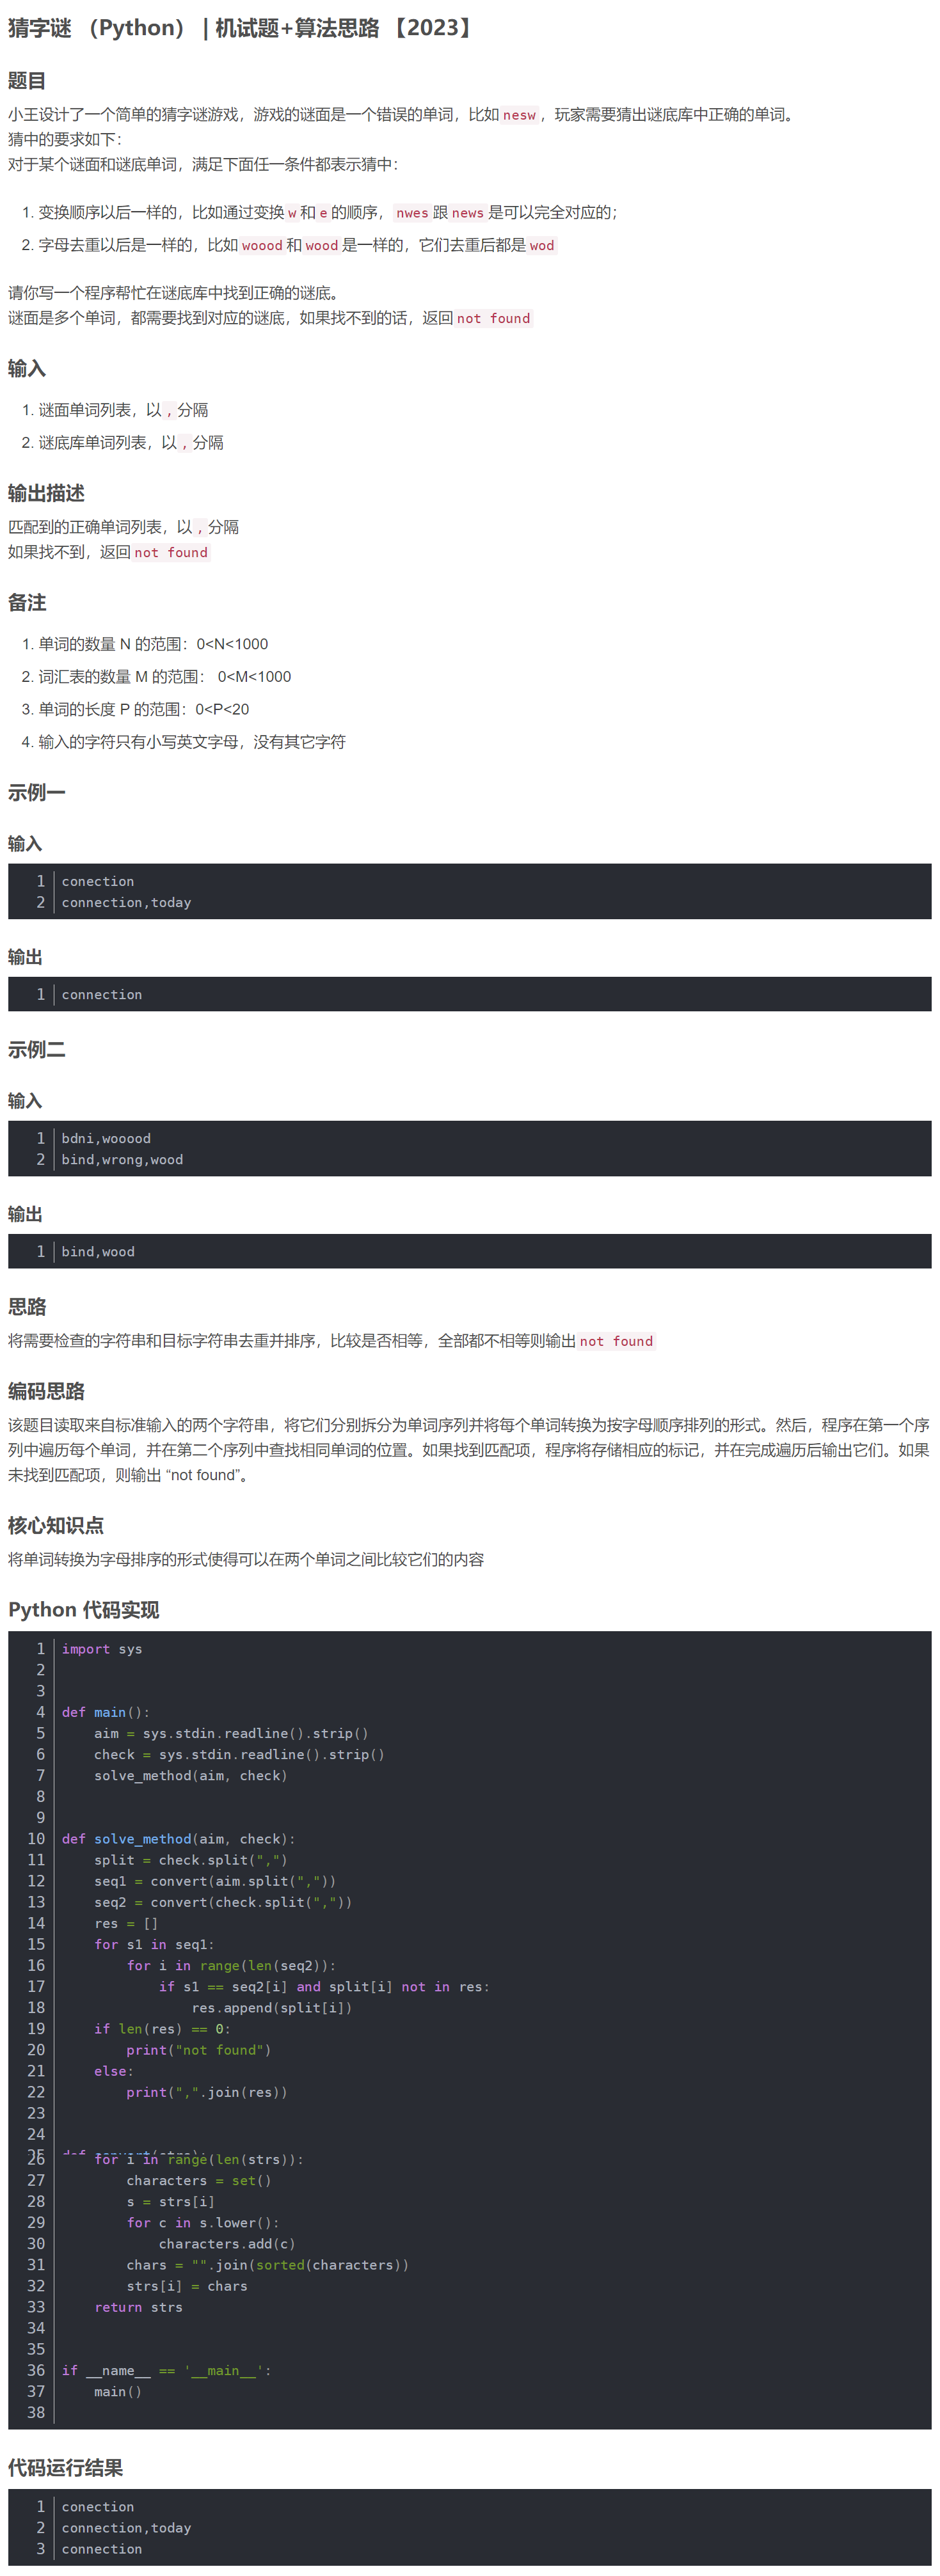 猜字谜 （Python） | 机试题+算法思路 【2023】
题目
小王设计了一个简单的猜字谜游戏，游戏的谜面是一个错误的单词，比如 nesw ，玩家需要猜出谜底库中正确的单词。
猜中的要求如下：
对于某个谜面和谜底单词，满足下面任一条件都表示猜中：
1. 变换顺序以后一样的，比如通过变换 w 和 e 的顺序， nwes 跟 news 是可以完全对应的；
2. 字母去重以后是一样的，比如 woood 和 wood 是一样的，它们去重后都是 wod
请你写一个程序帮忙在谜底库中找到正确的谜底。
谜面是多个单词，都需要找到对应的谜底，如果找不到的话，返回 not found
输入
1. 谜面单词列表，以 , 分隔
2. 谜底库单词列表，以 , 分隔
输出描述
匹配到的正确单词列表，以 , 分隔
如果找不到，返回 not found
备注
1. 单词的数量 N 的范围：0<N<1000
2. 词汇表的数量 M 的范围： 0<M<1000
3. 单词的长度 P 的范围：0<P<20
4. 输入的字符只有小写英文字母，没有其它字符
示例一
输入
1 conection
2 connection,today
输出
1 connection
示例二
输入
1 bdni,wooood
2 bind,wrong,wood
输出
1 bind,wood
思路
将需要检查的字符串和目标字符串去重并排序，比较是否相等，全部都不相等则输出 not found
编码思路
该题目读取来自标准输入的两个字符串，将它们分别拆分为单词序列并将每个单词转换为按字母顺序排列的形式。然后，程序在第一个序
列中遍历每个单词，并在第二个序列中查找相同单词的位置。如果找到匹配项，程序将存储相应的标记，并在完成遍历后输出它们。如果
未找到匹配项，则输出 “not found”。
核心知识点
将单词转换为字母排序的形式使得可以在两个单词之间比较它们的内容
Python 代码实现
1 import sys
2
3
4 def main():
5     aim = sys.stdin.readline().strip()
6     check = sys.stdin.readline().strip()
7     solve_method(aim, check)
8
9
10 def solve_method(aim, check):
11     split = check.split(",")
12     seq1 = convert(aim.split(","))
13     seq2 = convert(check.split(","))
14     res = []
15     for s1 in seq1:
16         for i in range(len(seq2)):
17             if s1 == seq2[i] and split[i] not in res:
18                 res.append(split[i])
19     if len(res) == 0:
20         print("not found")
21     else:
22         print(",".join(res))
23
24
26     for i in range(len(strs)):
27         characters = set()
28         s = strs[i]
29         for c in s.lower():
30             characters.add(c)
31         chars = "".join(sorted(characters))
32         strs[i] = chars
33     return strs
34
35
36 if __name__ == '__main__':
37     main()
38
代码运行结果
1 conection
2 connection,today
3 connection